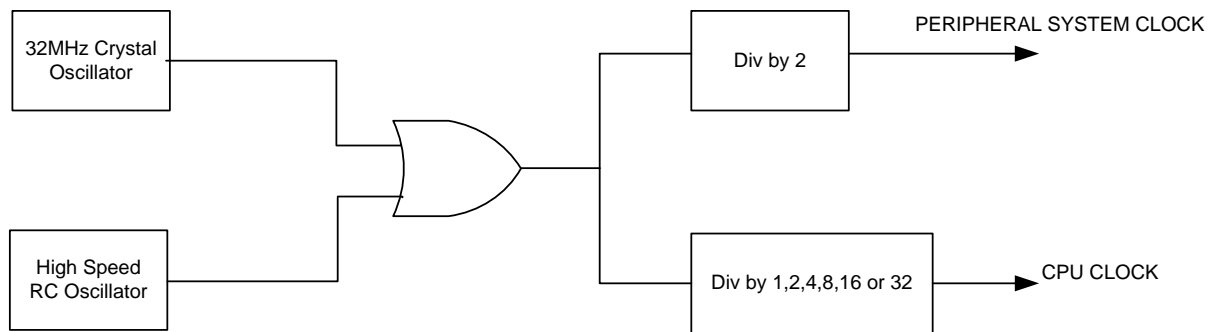 32MHz Crystal
Oscillator
Div by 2
PERIPHERAL SYSTEM CLOCK
High Speed
RC Oscillator
Div by 1,2,4,8,16 or 32
CPU CLOCK